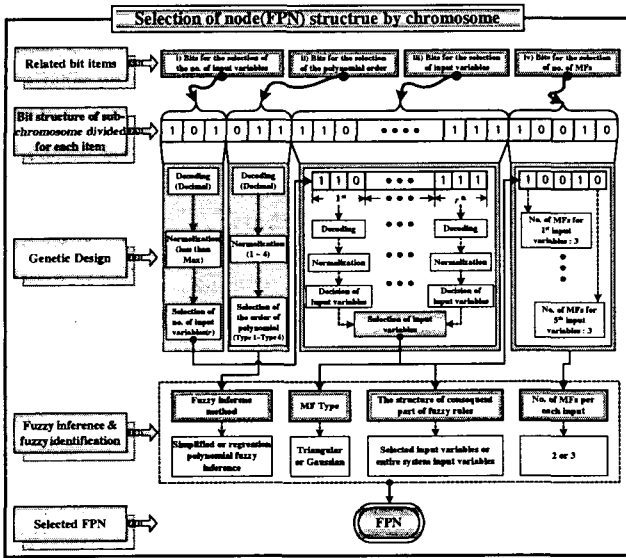 Selection of node(FPN) structrue by chromosome
Related bit items
i) Bits for the selection of the no. of input variables
ii) Bits for the selection of the polynomial order
iii) Bits for the selection of input variables
iv) Bits for the selection of no. of MFs
Bit structure of sub-chromosome divided for each item
1 0 1 0 1 1 1 1 0 1 1 1 1 0 0 1 0
Genetic Design
Decoding (Decimal)
Normalization (less than Max)
Selection of no. of input variables(r)
Decoding (Decimal)
Normalization (1 ~ 4)
Selection of the order of polynomial (Type 1~Type 4)
1 1 0 1 1 1
1st
Decoding
Normalization
Decision of input variables
Decoding
Normalization
Decision of input variables
Selection of input variables
1 0 0 1 0
No. of MFs for 1st input variables : 3
No. of MFs for 5th input variables : 3
Fuzzy Inference & fuzzy identification
Fuzzy Inferene method
MF Type
The structure of consequent part of fuzzy rules
No. of MFs per each input
Simplified or regression polynomial fuzzy inference
Triangular or Gaussian
Selected input variables or entire system input variables
2 or 3
Selected FPN
FPN